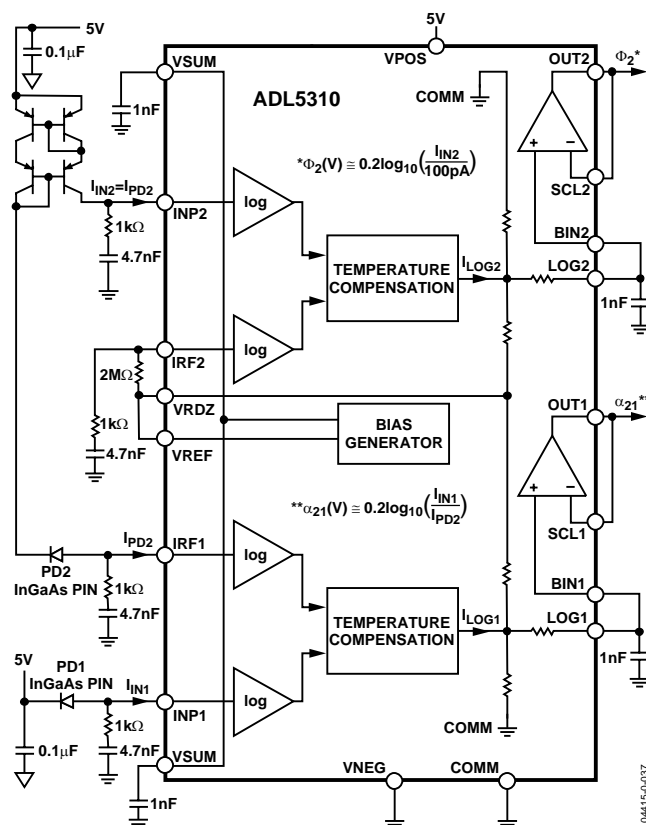 5V
5V
0.1μF
VSUM
VPOS
OUT2
Φ2*
1nF
ADL5310
COMM
*Φ2(V) ≅ 0.2log10(IIN2/100pA)
SCL2
IIN2=IPD2
INP2
log
BIN2
1kΩ
4.7nF
TEMPERATURE
COMPENSATION
ILOG2
LOG2
1nF
IRF2
log
2MΩ
VRDZ
OUT1
α21**
1kΩ
BIAS
GENERATOR
4.7nF
VREF
**α21(V) ≅ 0.2log10(IIN1/IPD2)
SCL1
IPD2
IRF1
log
PD2
InGaAs PIN
BIN1
1kΩ
4.7nF
TEMPERATURE
COMPENSATION
ILOG1
LOG1
1nF
5V
PD1
InGaAs PIN
IIN1
INP1
log
1kΩ
COMM
0.1μF
4.7nF
VSUM
VNEG
COMM
1nF
04415-0-037